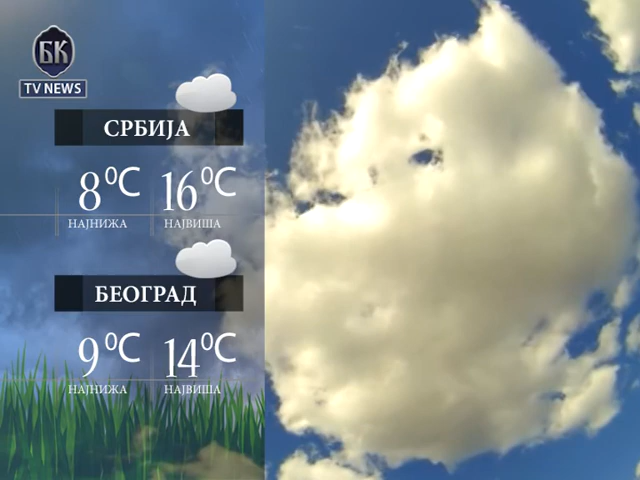 БК
TV NEWS
СРБИЈА
8°C 16°C
НАЈНИЖА НАЈВИША
БЕОГРАД
9°C 14°C
НАЈНИЖА НАЈВИША